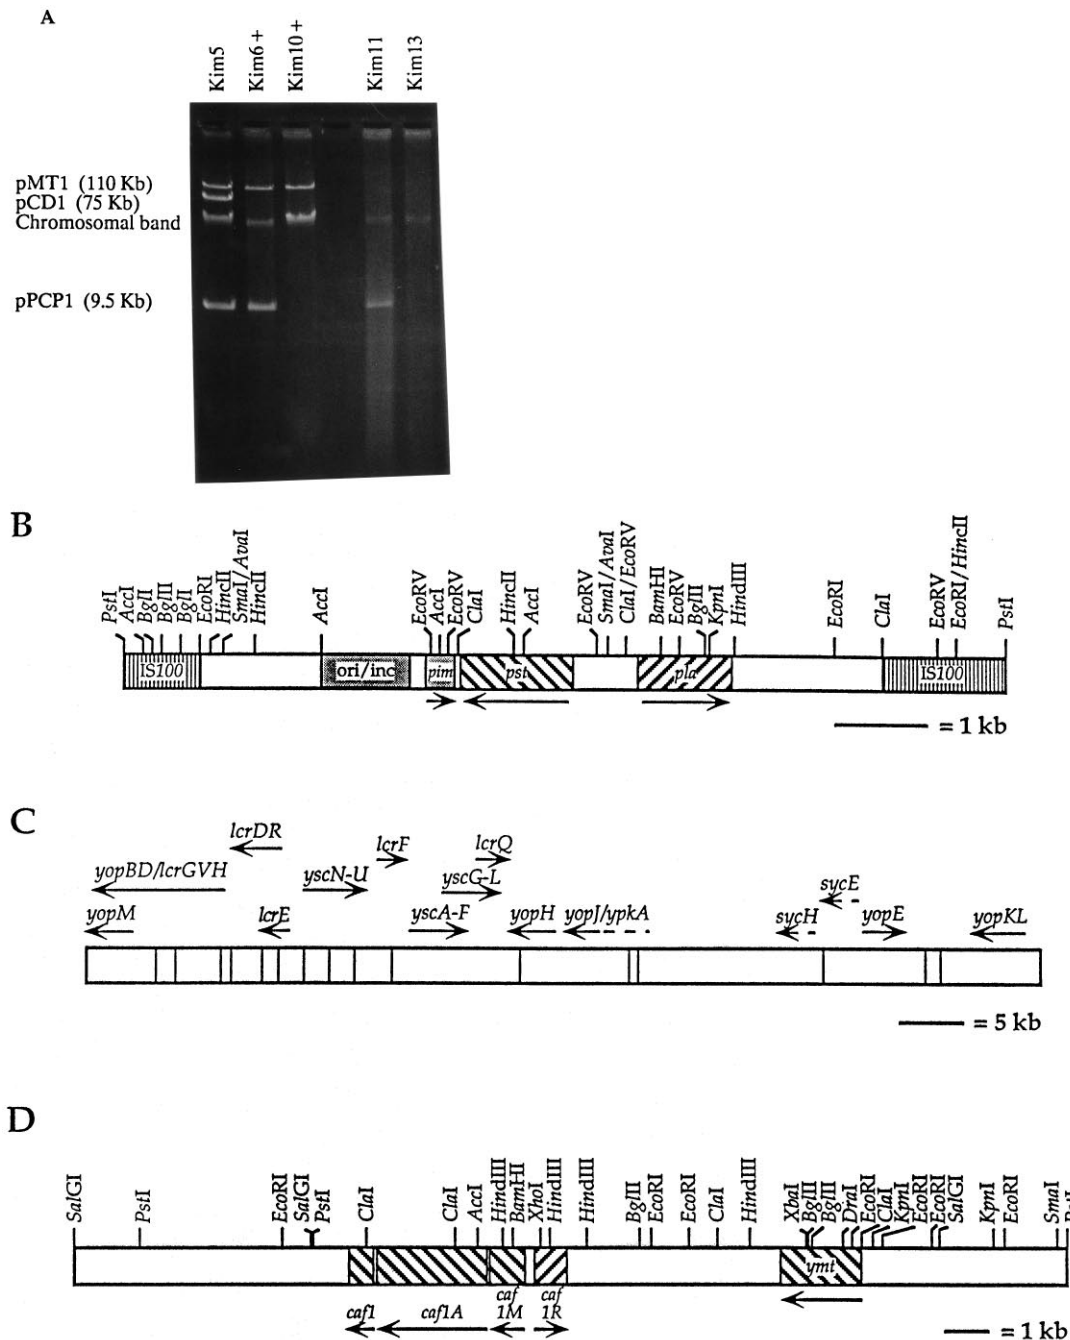 A
Kim5
Kim6 +
Kim10 +
Kim11
Kim13
pMT1 (110 Kb)
pCD1 (75 Kb)
Chromosomal band
pPCP1 (9.5 Kb)
B
PstI
AccI
BglI
BglII
BglI
EcoRI
HincII
SmaI/AvaI
HincII
AccI
EcoRV
AccI
EcoRV
ClaI
HincII
AccI
EcoRV
SmaI/AvaI
ClaI/EcoRV
BamHI
EcoRV
BglII
KpnI
HindIII
EcoRI
ClaI
EcoRV
EcoRI/HincII
PstI
IS100 ori/inc pim pst pla IS100
= 1 kb
C
lcrDR lcrF lcrQ
yopBD/lcrGVH yscN-U yscG-L sycE
yopM lcrE yscA-F yopH yopJ/ypkA sycH yopE yopKL
= 5 kb
D
SalGI
PstI
EcoRI
SalGI
PstI
ClaI
ClaI
AccI
HindIII
BamHI
XhoI
HindIII
HindIII
BglII
EcoRI
EcoRI
ClaI
HindIII
XbaI
BglII
BglII
DraI
EcoRI
ClaI
KpnI
EcoRI
EcoRI
SalGI
KpnI
EcoRI
SmaI
PstI
ymt
caf1 caf1A caf 1M caf 1R
= 1 kb